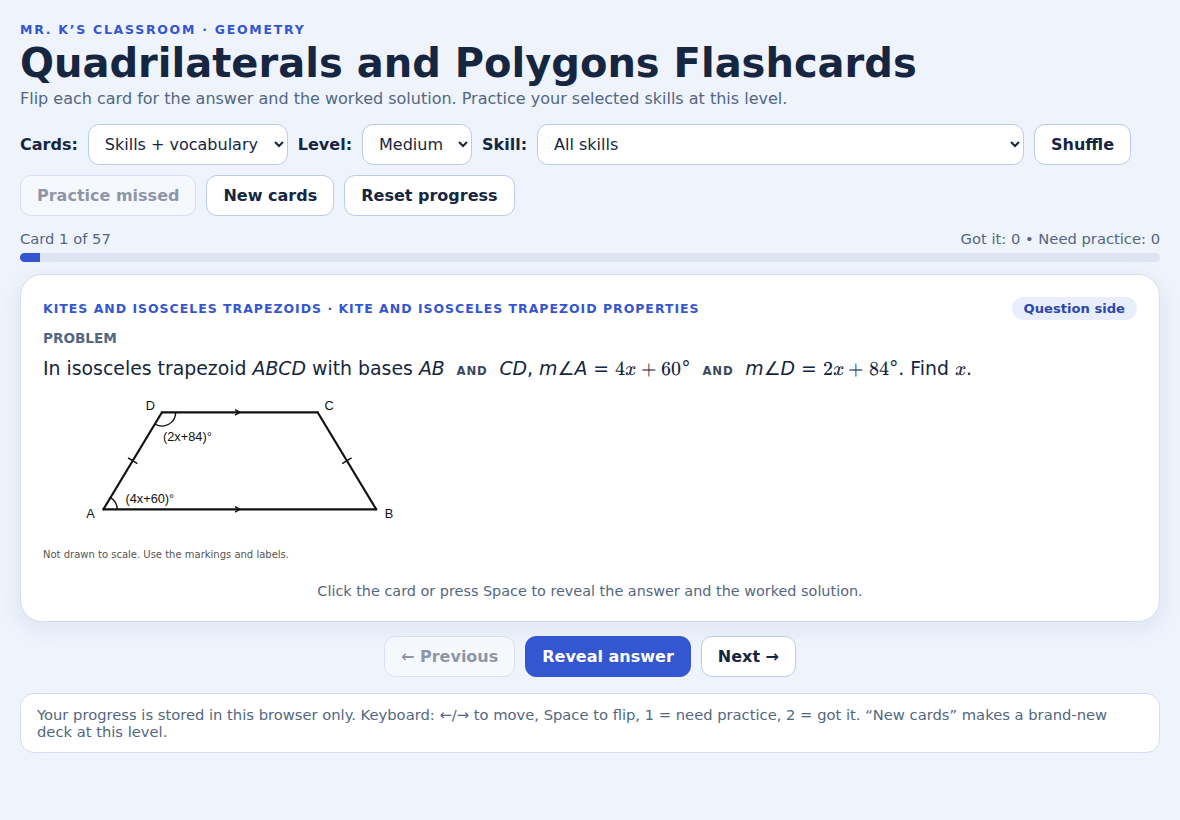 MR. K’S CLASSROOM · GEOMETRY
Quadrilaterals and Polygons Flashcards
Flip each card for the answer and the worked solution. Practice your selected skills at this level.
Cards: Skills + vocabulary Level: Medium Skill: All skills Shuffle
Practice missed New cards Reset progress
Card 1 of 57 Got it: 0 • Need practice: 0
KITES AND ISOSCELES TRAPEZOIDS · KITE AND ISOSCELES TRAPEZOID PROPERTIES Question side
PROBLEM
In isosceles trapezoid ABCD with bases AB AND CD, m∠A = 4x + 60° AND m∠D = 2x + 84°. Find x.
D C
(2x+84)°
(4x+60)°
A B
Not drawn to scale. Use the markings and labels.
Click the card or press Space to reveal the answer and the worked solution.
← Previous Reveal answer Next →
Your progress is stored in this browser only. Keyboard: ←/→ to move, Space to flip, 1 = need practice, 2 = got it. “New cards” makes a brand-new
deck at this level.